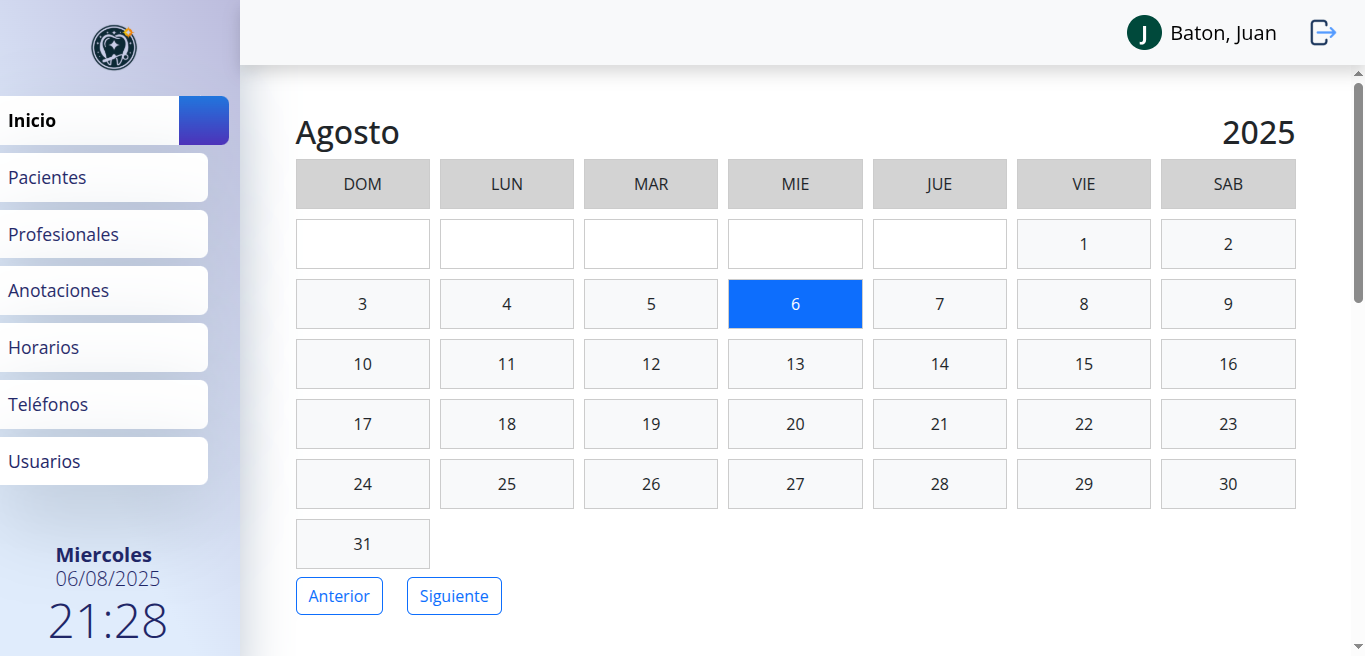 J Baton, Juan
Inicio
Pacientes
Profesionales
Anotaciones
Horarios
Teléfonos
Usuarios
Miercoles
06/08/2025
21:28
Agosto 2025
DOM LUN MAR MIE JUE VIE SAB
1 2
3 4 5 6 7 8 9
10 11 12 13 14 15 16
17 18 19 20 21 22 23
24 25 26 27 28 29 30
31
Anterior Siguiente